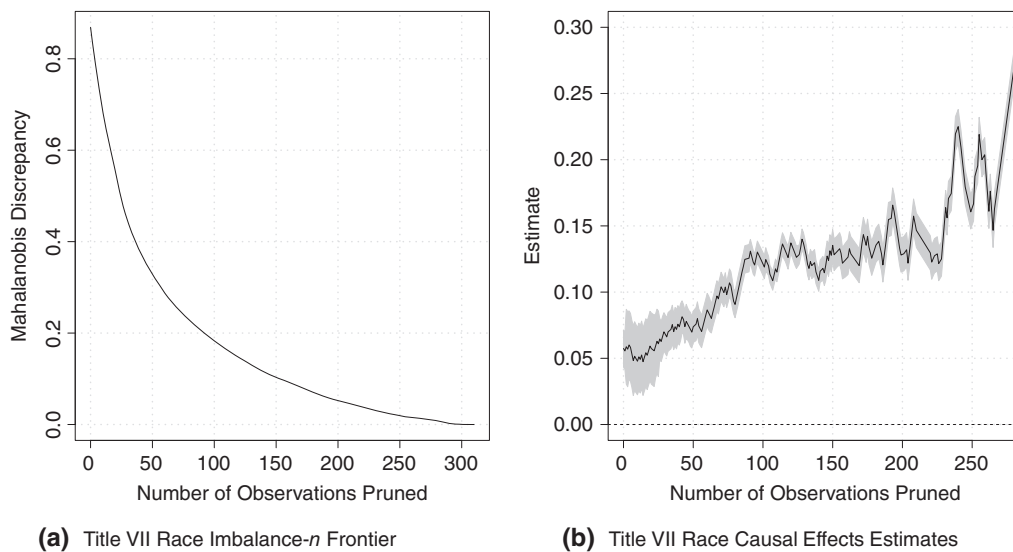 Mahalanobis Discrepancy
0.8
0.6
0.4
0.2
0.0
0 50 100 150 200 250 300
Number of Observations Pruned
(a) Title VII Race Imbalance-n Frontier
Estimate
0.30
0.25
0.20
0.15
0.10
0.05
0.00
0 50 100 150 200 250
Number of Observations Pruned
(b) Title VII Race Causal Effects Estimates